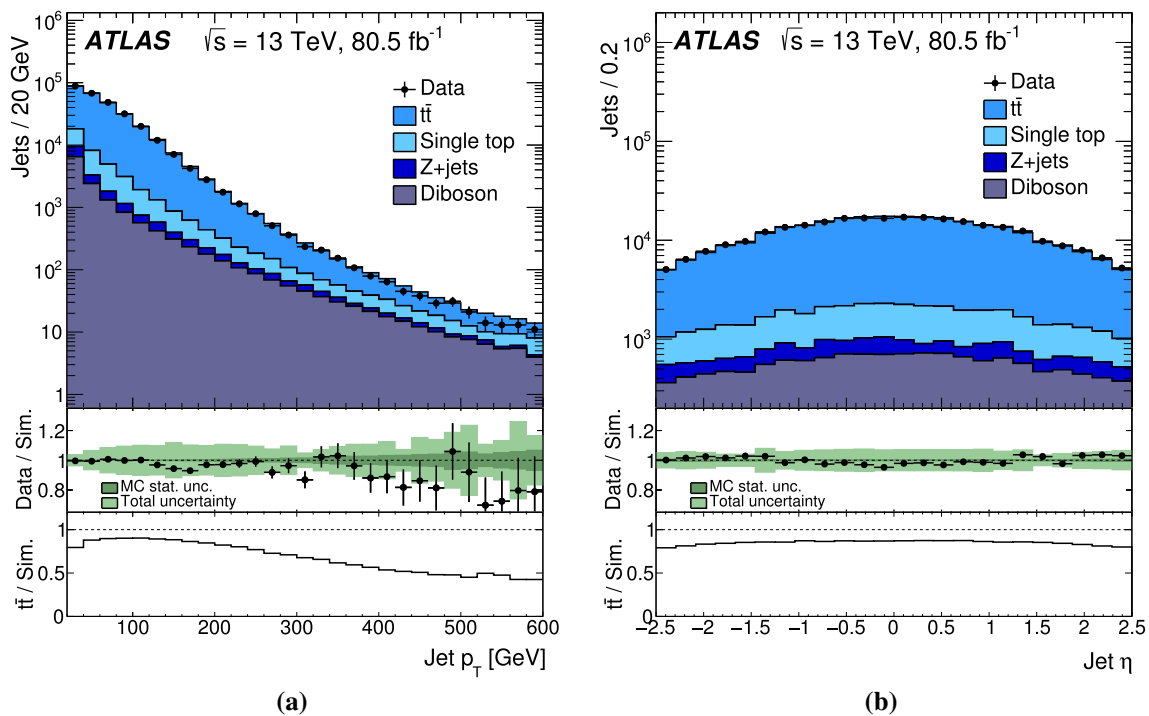 ATLAS √s = 13 TeV, 80.5 fb⁻¹
Jets / 20 GeV
10⁶
10⁵
10⁴
10³
10²
10
1
Data
tt̄
Single top
Z+jets
Diboson
Data / Sim.
1.2
1
0.8
MC stat. unc.
Total uncertainty
tt̄ / Sim.
1
0.5
0
100 200 300 400 500 600
Jet p_T [GeV]
(a)
ATLAS √s = 13 TeV, 80.5 fb⁻¹
Jets / 0.2
10⁶
10⁵
10⁴
10³
Data
tt̄
Single top
Z+jets
Diboson
Data / Sim.
1.2
1
0.8
MC stat. unc.
Total uncertainty
tt̄ / Sim.
1
0.5
0
−2.5 −2 −1.5 −1 −0.5 0 0.5 1 1.5 2 2.5
Jet η
(b)